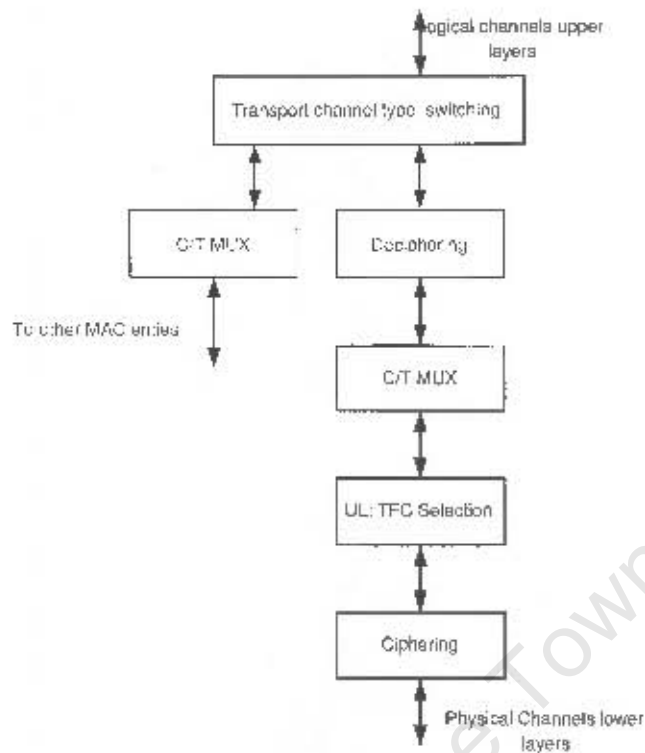 Logical channels upper
layers
Transport channel type switching
C/T MUX
Deciphering
To other MAC enties
C/T MUX
UL: TFC Selection
Ciphering
Physical Channels lower
layers
e Town